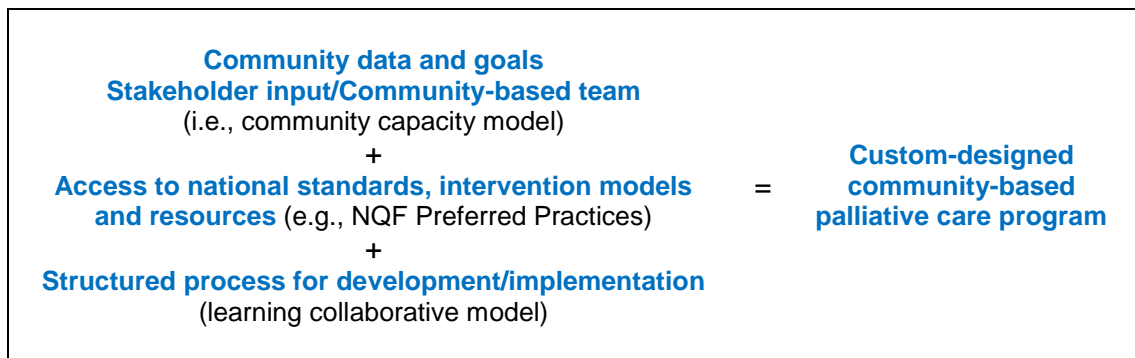 Community data and goals
Stakeholder input/Community-based team
(i.e., community capacity model)
+
Access to national standards, intervention models
and resources (e.g., NQF Preferred Practices)
+
Structured process for development/implementation
(learning collaborative model)
=
Custom-designed
community-based
palliative care program